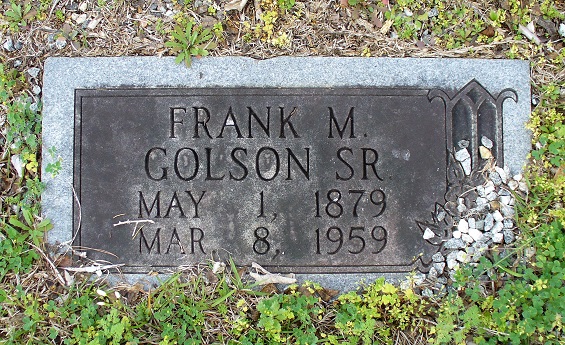 FRANK M.
GOLSON SR
MAY 1, 1879
MAR. 8, 1959